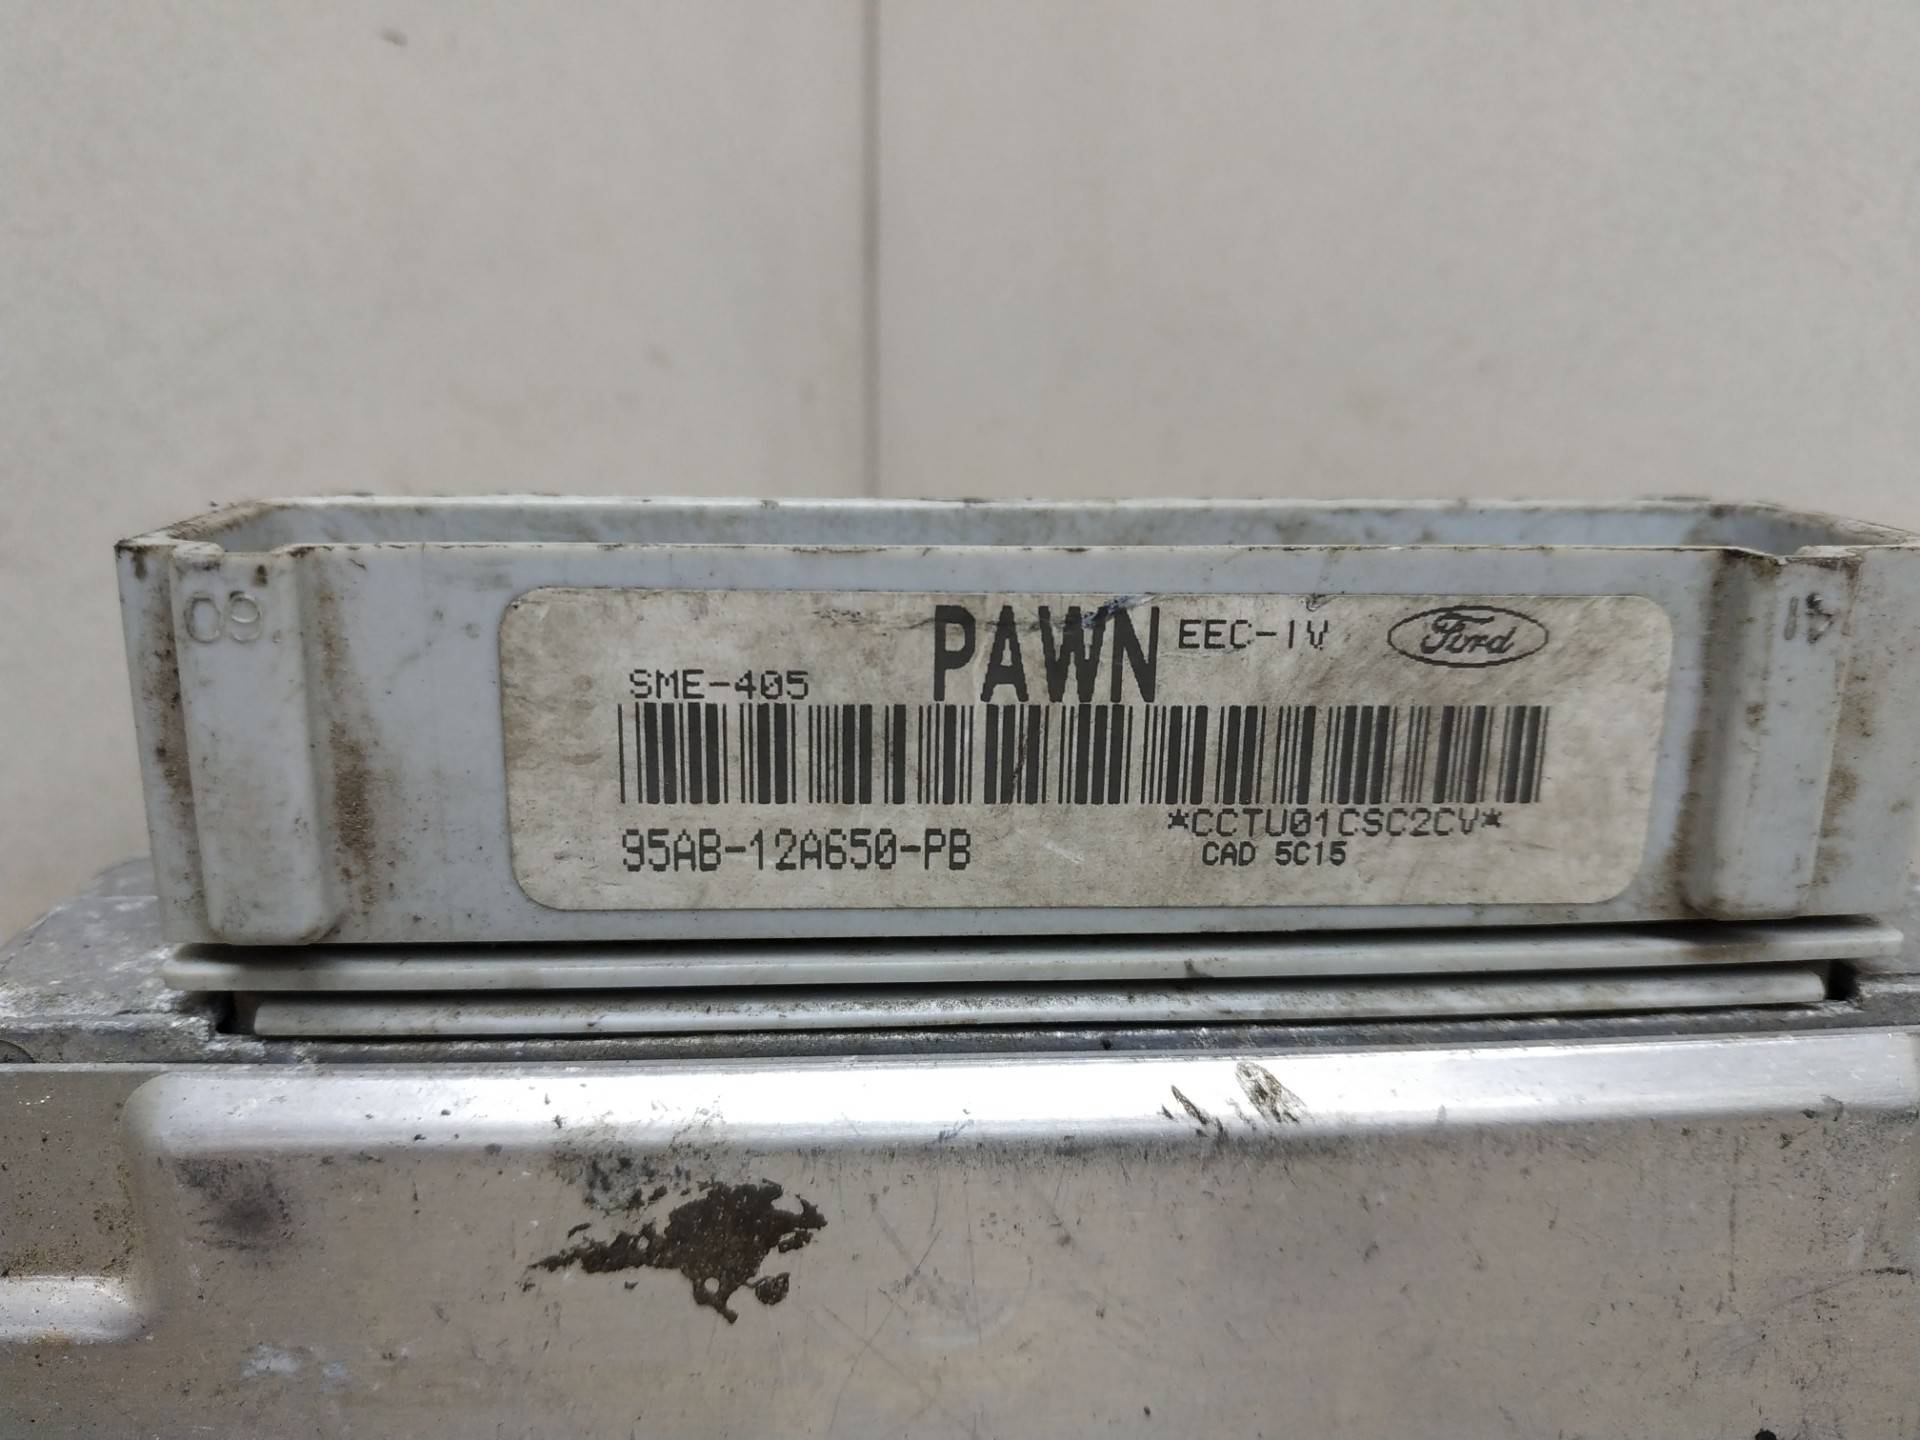 09
PAWN EEC-IV Ford
SME-405
*CCTU01CSC2CV*
95AB-12A650-PB
CAD 5C15